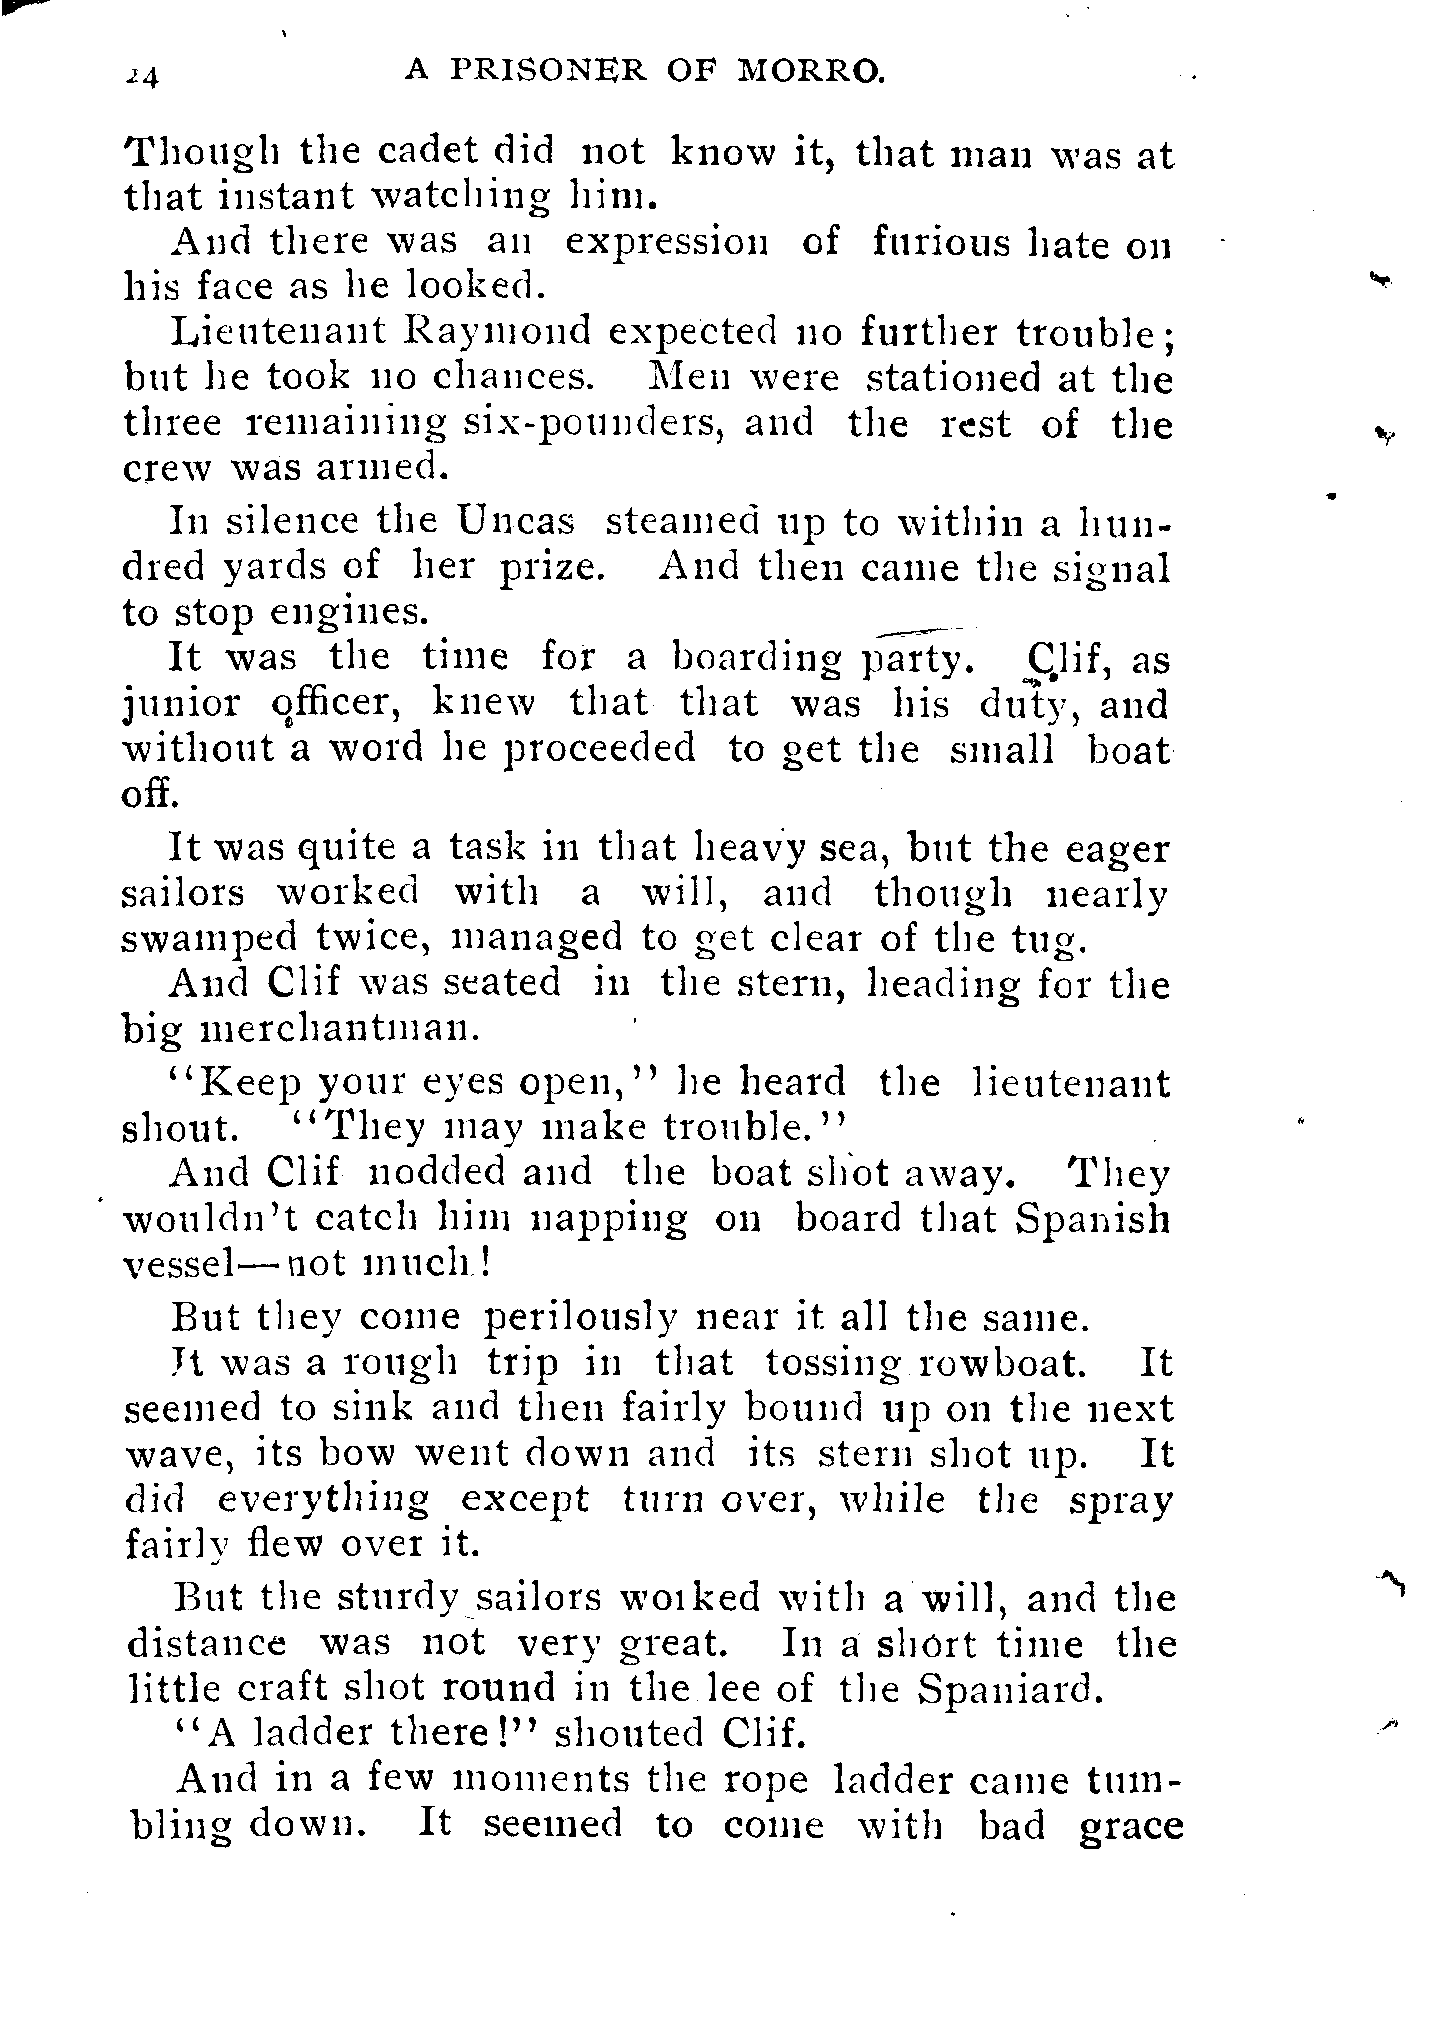 24 A PRISONER OF MORRO.
Though the cadet did not know it, that man was at
that instant watching him.
And there was an expression of furious hate on
his face as he looked.
Lieutenant Raymond expected no further trouble;
but he took no chances. Men were stationed at the
three remaining six-pounders, and the rest of the
crew was armed.
In silence the Uncas steamed up to within a hun-
dred yards of her prize. And then came the signal
to stop engines.
It was the time for a boarding party. Clif, as
junior officer, knew that that was his duty, and
without a word he proceeded to get the small boat
off.
It was quite a task in that heavy sea, but the eager
sailors worked with a will, and though nearly
swamped twice, managed to get clear of the tug.
And Clif was seated in the stern, heading for the
big merchantman.
"Keep your eyes open," he heard the lieutenant
shout. "They may make trouble."
And Clif nodded and the boat shot away. They
wouldn't catch him napping on board that Spanish
vessel—not much!
But they come perilously near it all the same.
It was a rough trip in that tossing rowboat. It
seemed to sink and then fairly bound up on the next
wave, its bow went down and its stern shot up. It
did everything except turn over, while the spray
fairly flew over it.
But the sturdy sailors worked with a will, and the
distance was not very great. In a short time the
little craft shot round in the lee of the Spaniard.
"A ladder there!" shouted Clif.
And in a few moments the rope ladder came tum-
bling down. It seemed to come with bad grace